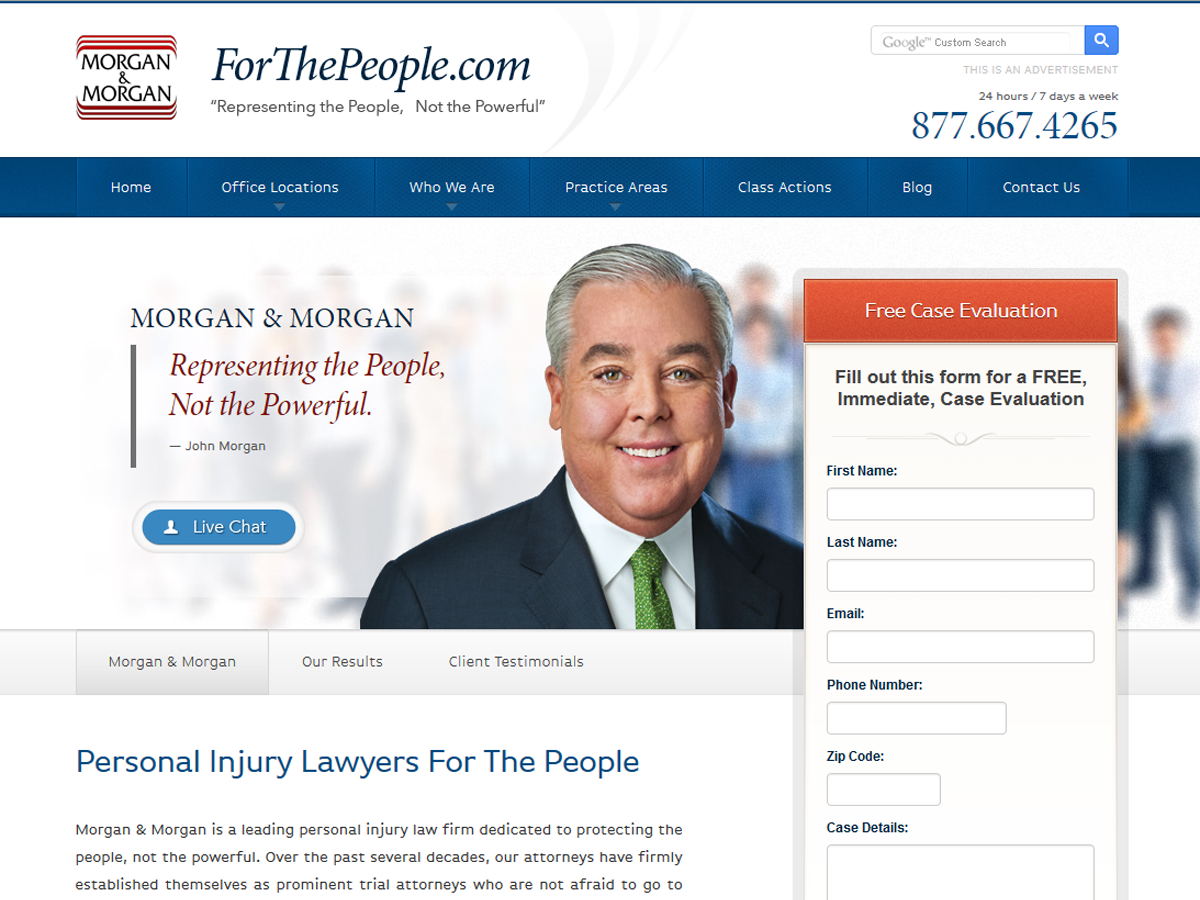 MORGAN
&
MORGAN
ForThePeople.com
“Representing the People, Not the Powerful”
Google™ Custom Search
THIS IS AN ADVERTISEMENT
24 hours / 7 days a week
877.667.4265
Home
Office Locations
Who We Are
Practice Areas
Class Actions
Blog
Contact Us
MORGAN & MORGAN
Representing the People,
Not the Powerful.
— John Morgan
Live Chat
Free Case Evaluation
Fill out this form for a FREE,
Immediate, Case Evaluation
First Name:
Last Name:
Email:
Phone Number:
Zip Code:
Case Details:
Morgan & Morgan
Our Results
Client Testimonials
Personal Injury Lawyers For The People
Morgan & Morgan is a leading personal injury law firm dedicated to protecting the
people, not the powerful. Over the past several decades, our attorneys have firmly
established themselves as prominent trial attorneys who are not afraid to go to